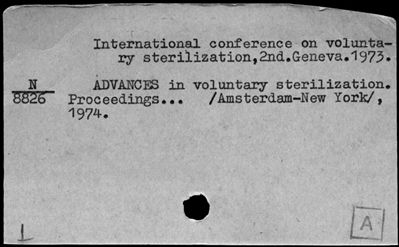 International conference on volunta-
ry sterilization,2nd.Geneva.1973.
N
8826
ADVANCES in voluntary sterilization.
Proceedings... /Amsterdam-New York/,
1974.
1
A